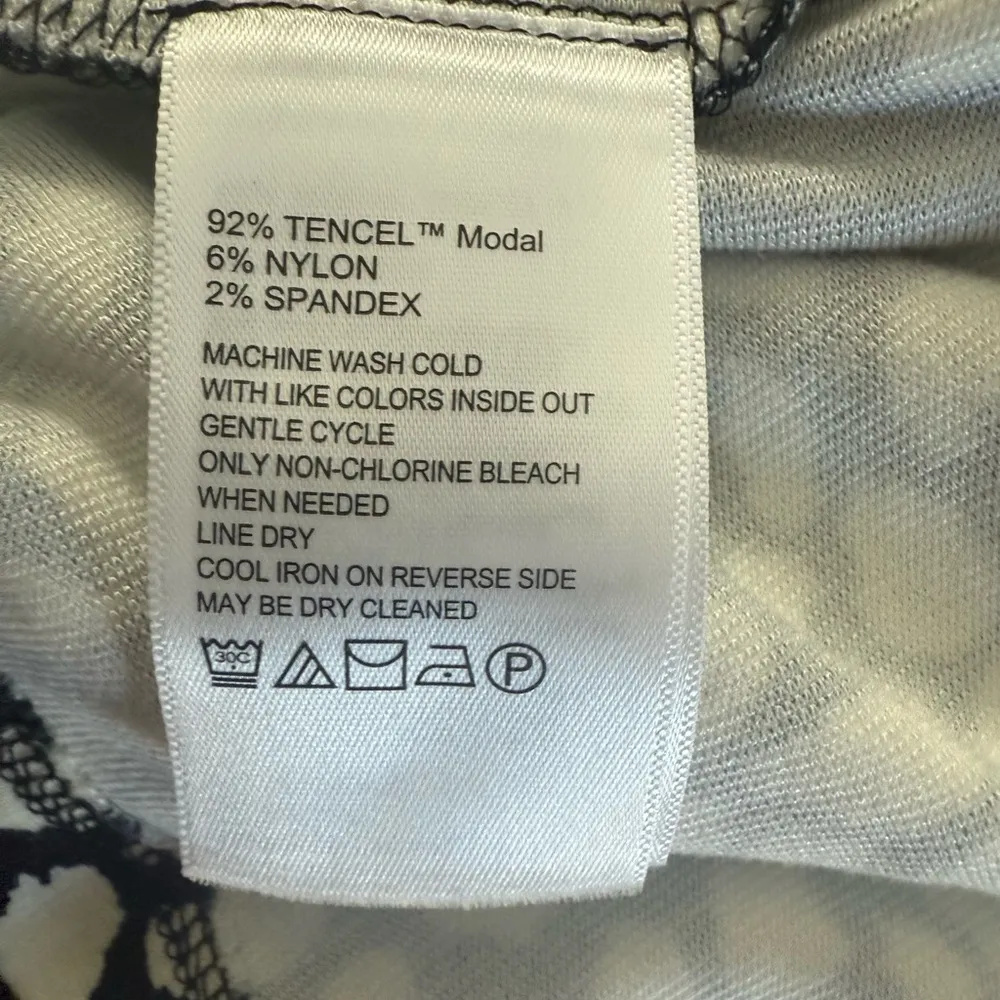 92% TENCEL™ Modal
6% NYLON
2% SPANDEX
MACHINE WASH COLD
WITH LIKE COLORS INSIDE OUT
GENTLE CYCLE
ONLY NON-CHLORINE BLEACH
WHEN NEEDED
LINE DRY
COOL IRON ON REVERSE SIDE
MAY BE DRY CLEANED
30C P